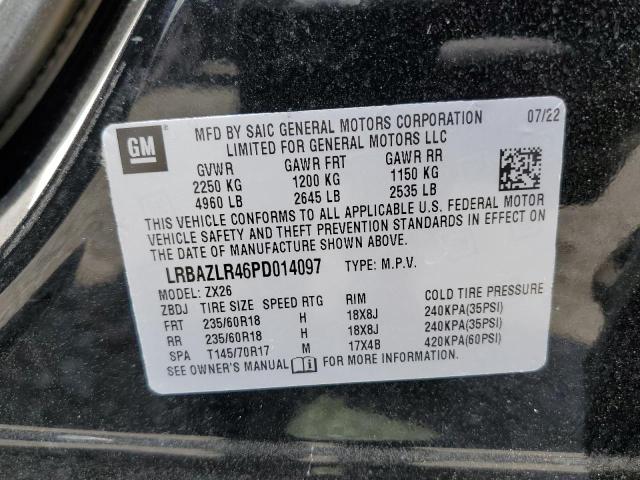 GM
MFD BY SAIC GENERAL MOTORS CORPORATION 07/22
LIMITED FOR GENERAL MOTORS LLC
GVWR GAWR FRT GAWR RR
2250 KG 1200 KG 1150 KG
4960 LB 2645 LB 2535 LB
THIS VEHICLE CONFORMS TO ALL APPLICABLE U.S. FEDERAL MOTOR
VEHICLE SAFETY AND THEFT PREVENTION STANDARDS IN EFFECT ON
THE DATE OF MANUFACTURE SHOWN ABOVE.
LRBAZLR46PD014097 TYPE: M.P.V.
MODEL: ZX26
ZBDJ TIRE SIZE SPEED RTG RIM COLD TIRE PRESSURE
FRT 235/60R18 H 18X8J 240KPA(35PSI)
RR 235/60R18 H 18X8J 240KPA(35PSI)
SPA T145/70R17 M 17X4B 420KPA(60PSI)
SEE OWNER'S MANUAL FOR MORE INFORMATION.